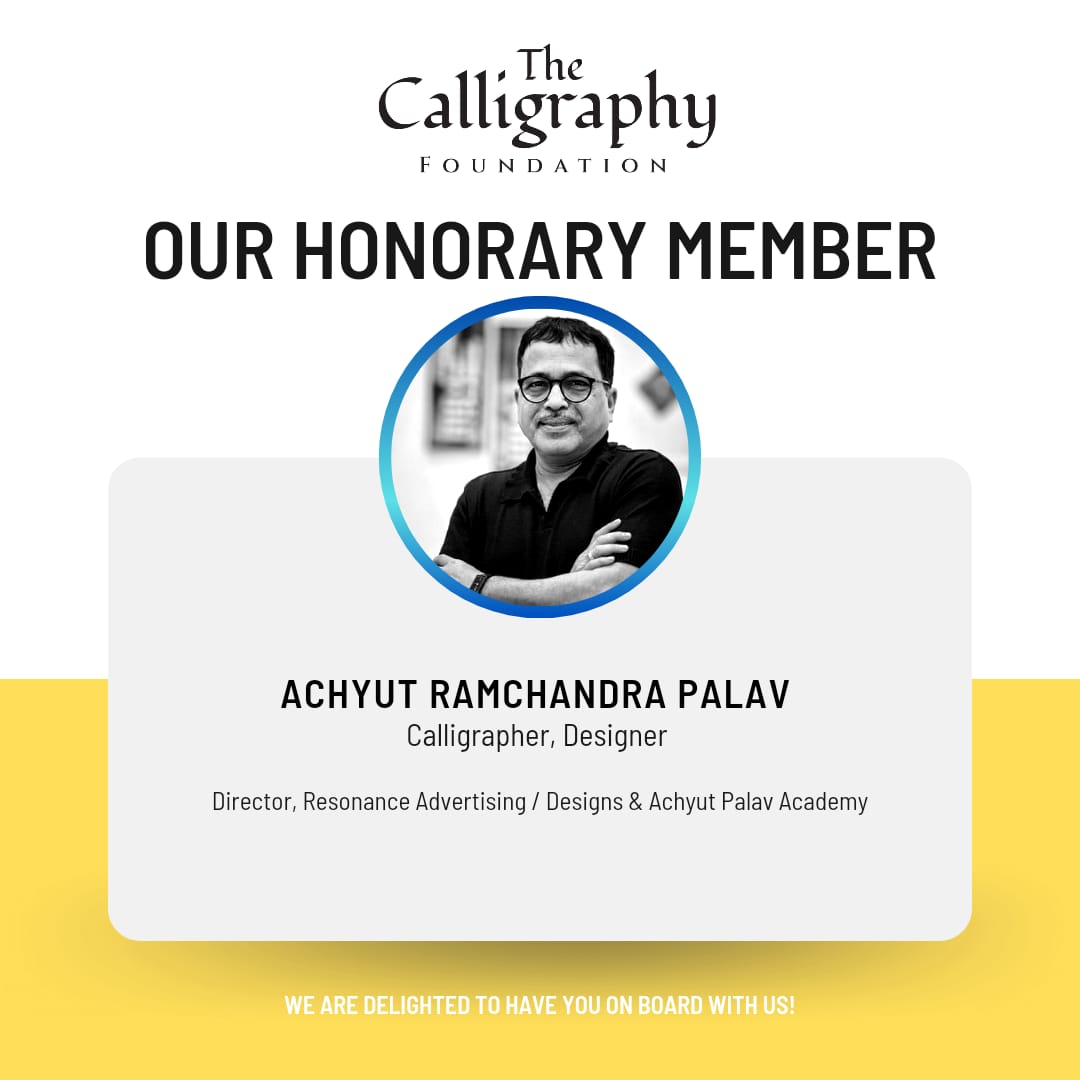 The
Calligraphy
FOUNDATION
OUR HONORARY MEMBER
ACHYUT RAMCHANDRA PALAV
Calligrapher, Designer
Director, Resonance Advertising / Designs & Achyut Palav Academy
WE ARE DELIGHTED TO HAVE YOU ON BOARD WITH US!